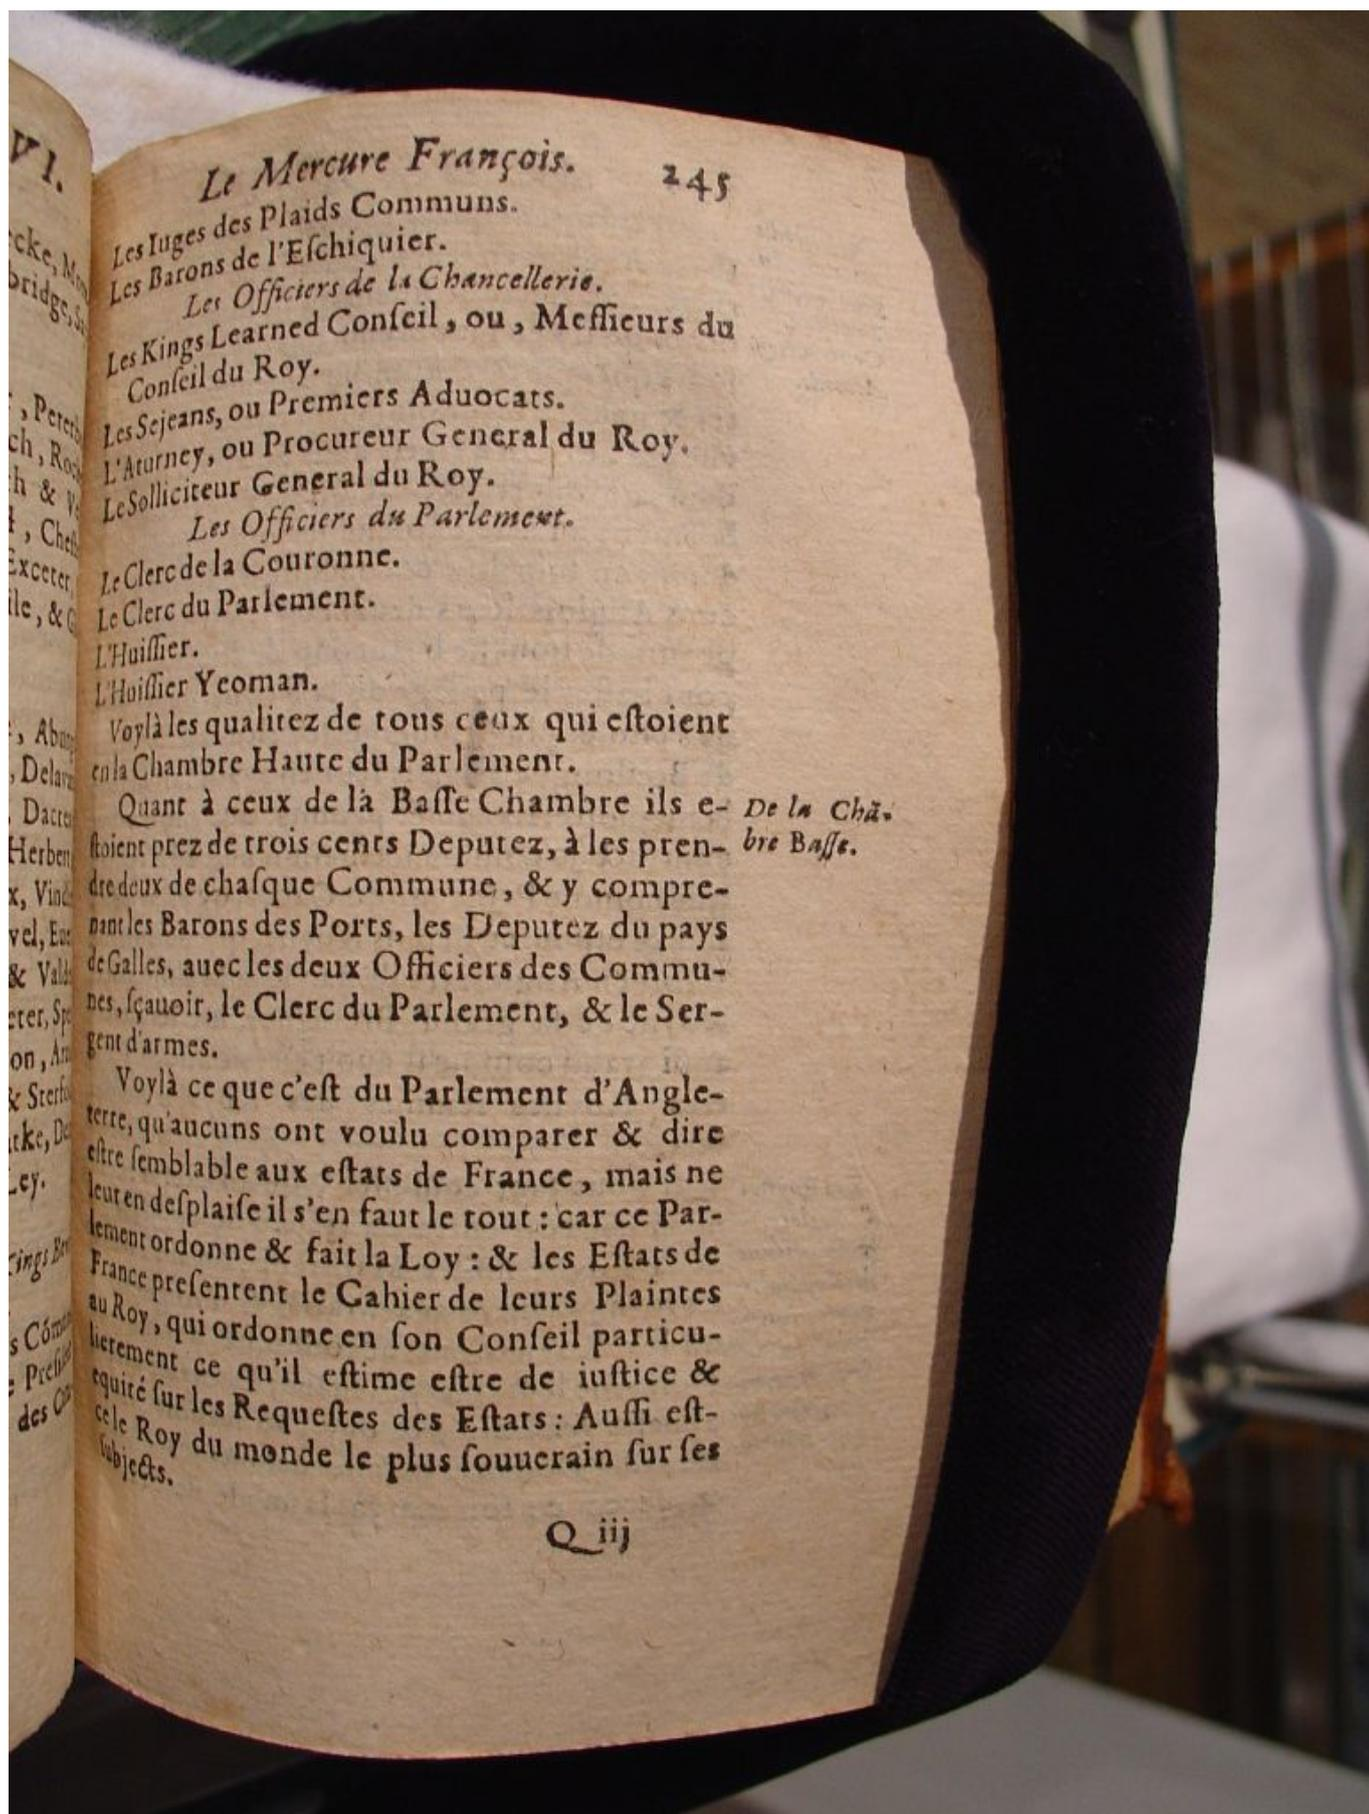 Le Mercure François. 245
Les Iuges des Plaids Communs.
Les Barons de l'Eſchiquier.
Les Officiers de la Chancellerie.
Les Kings Learned Conſeil, ou, Meſſieurs du
Conſeil du Roy.
Les Sejeans, ou Premiers Aduocats.
L'Aturney, ou Procureur General du Roy.
Le Solliciteur General du Roy.
Les Officiers du Parlement.
Le Clerc de la Couronne.
Le Clerc du Parlement.
L'Huiſſier.
L'Huiſſier Yeoman.
Voylà les qualitez de tous ceux qui eſtoient
en la Chambre Haute du Parlement.
Quant à ceux de là Baſſe Chambre ils e-
ſtoient prez de trois cents Deputez, à les pren-
dre deux de chaſque Commune, & y compre-
nant les Barons des Ports, les Deputez du pays
de Galles, auec les deux Officiers des Commu-
nes, ſçauoir, le Clerc du Parlement, & le Ser-
gent d'armes.
De la Chã-
bre Baſſe.
Voylà ce que c'eſt du Parlement d'Angle-
terre, qu'aucuns ont voulu comparer & dire
eſtre ſemblable aux eſtats de France, mais ne
leur en deſplaiſe il s'en faut le tout : car ce Par-
lement ordonne & fait la Loy : & les Eſtats de
France preſentent le Cahier de leurs Plaintes
au Roy, qui ordonne en ſon Conſeil particu-
lierement ce qu'il eſtime eſtre de iuſtice &
equité ſur les Requeſtes des Eſtats : Auſſi eſt-
ce le Roy du monde le plus ſouuerain ſur ſes
ſubjects.
Q iij